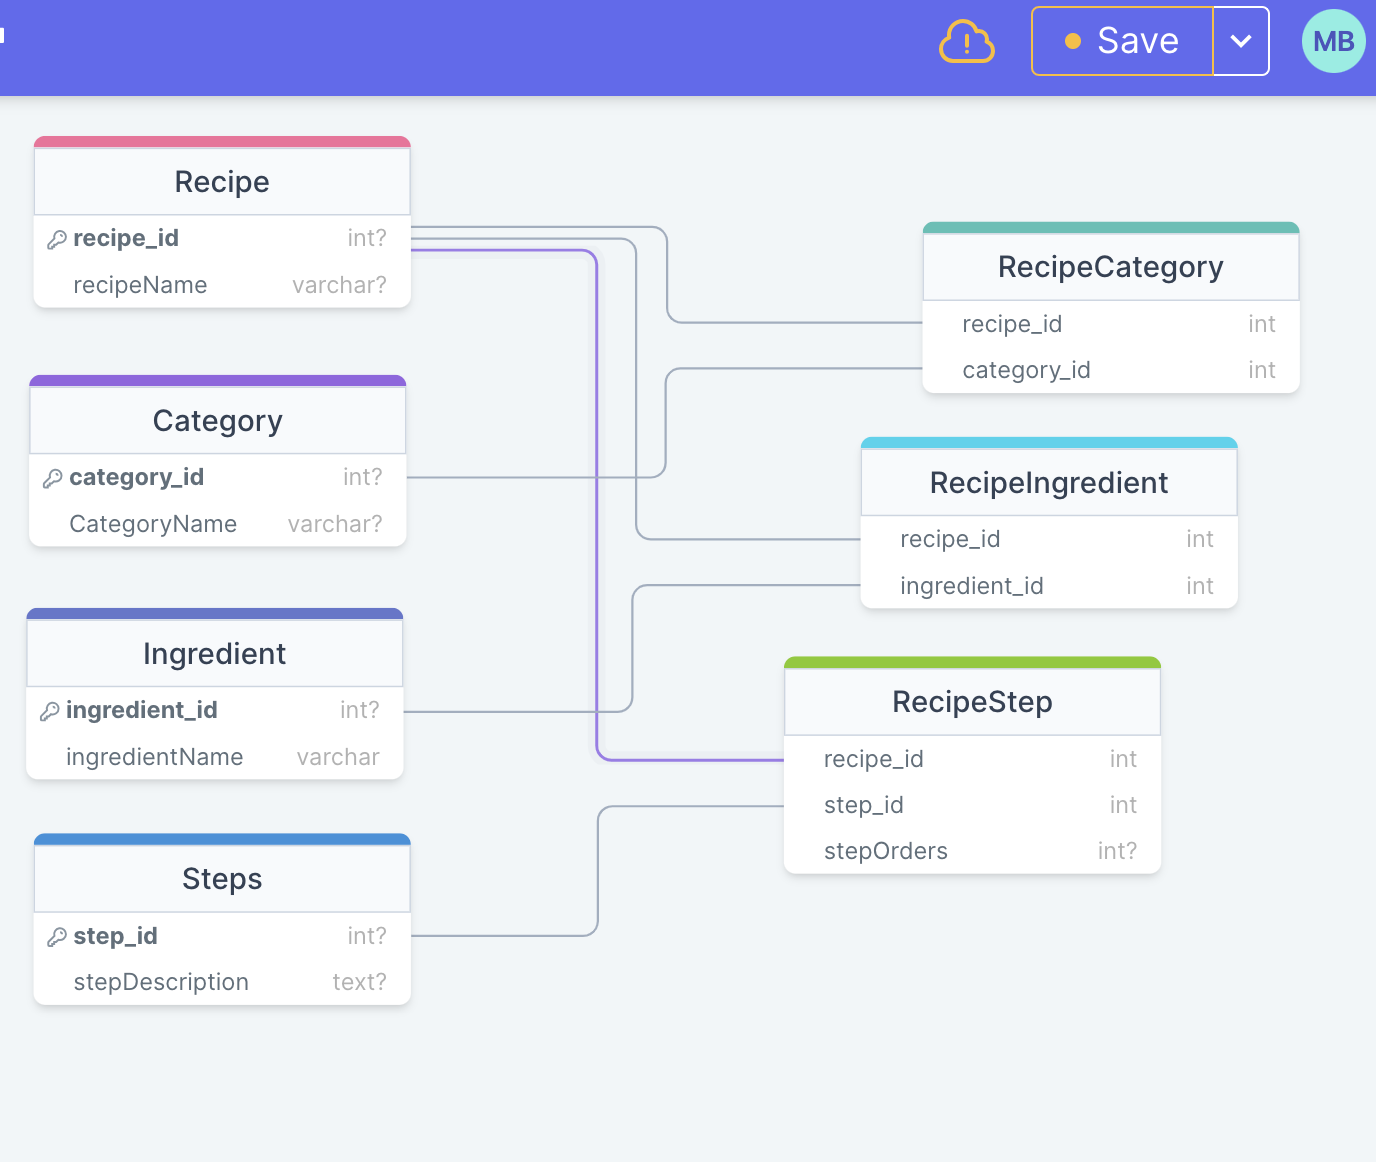 ! Save MB
Recipe
recipe_id int?
recipeName varchar?
Category
category_id int?
CategoryName varchar?
Ingredient
ingredient_id int?
ingredientName varchar
Steps
step_id int?
stepDescription text?
RecipeCategory
recipe_id int
category_id int
RecipeIngredient
recipe_id int
ingredient_id int
RecipeStep
recipe_id int
step_id int
stepOrders int?